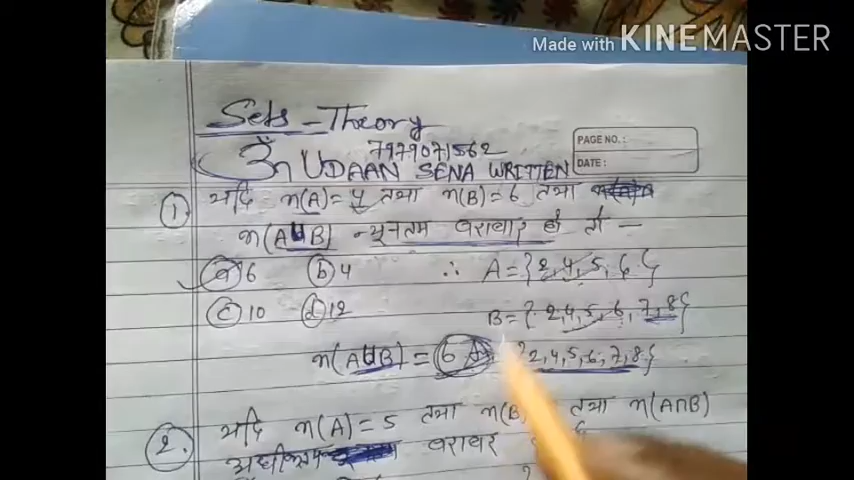 Made with KINEMASTER
Sets - Theory
PAGE NO. :
DATE :
7979071562
ॐ UDAAN SENA WRITTEN
① यदि n(A) = 4 तथा n(B) = 6 तथा
n(A∪B) न्यूनतम बराबर हो तो —
ⓐ 6 ⓑ 4 ∴ A = {2, 4, 5, 6}
ⓒ 10 ⓓ 12 B = {2, 4, 5, 6, 7, 8}
n(A∪B) = 6 {2, 4, 5, 6, 7, 8}
② यदि n(A) = 5 तथा n(B) तथा n(A∩B)
बराबर